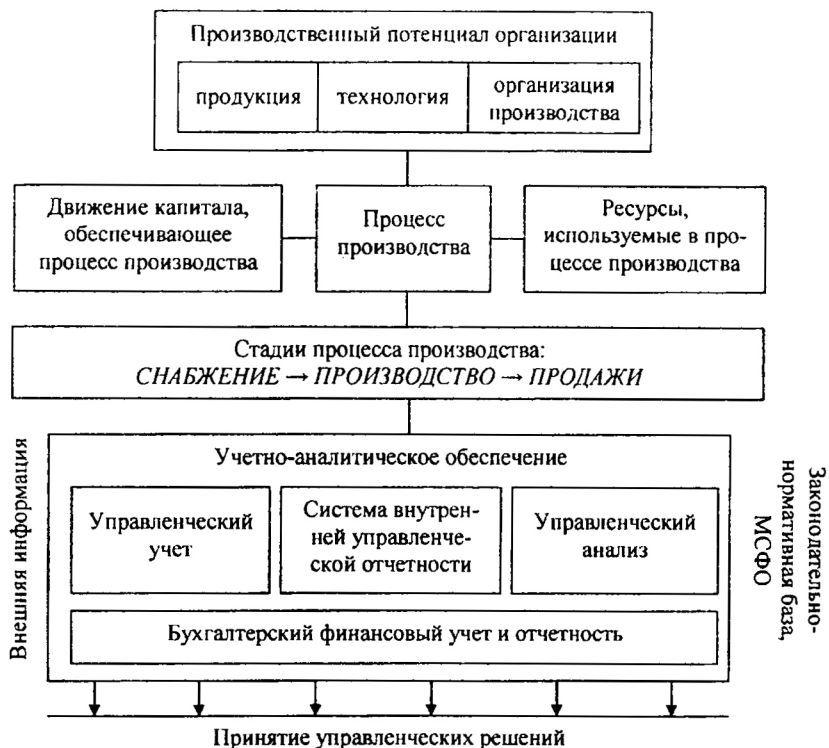 Производственный потенциал организации
продукция
технология
организация
производства
Движение капитала,
обеспечивающее
процесс производства
Процесс
производства
Ресурсы,
используемые в про-
цессе производства
Стадии процесса производства:
СНАБЖЕНИЕ → ПРОИЗВОДСТВО → ПРОДАЖИ
Внешняя информация
Учетно-аналитическое обеспечение
Управленческий
учет
Система внутрен-
ней управленче-
ской отчетности
Управленческий
анализ
Бухгалтерский финансовый учет и отчетность
Законодательно-
нормативная база,
МСФО
Принятие управленческих решений